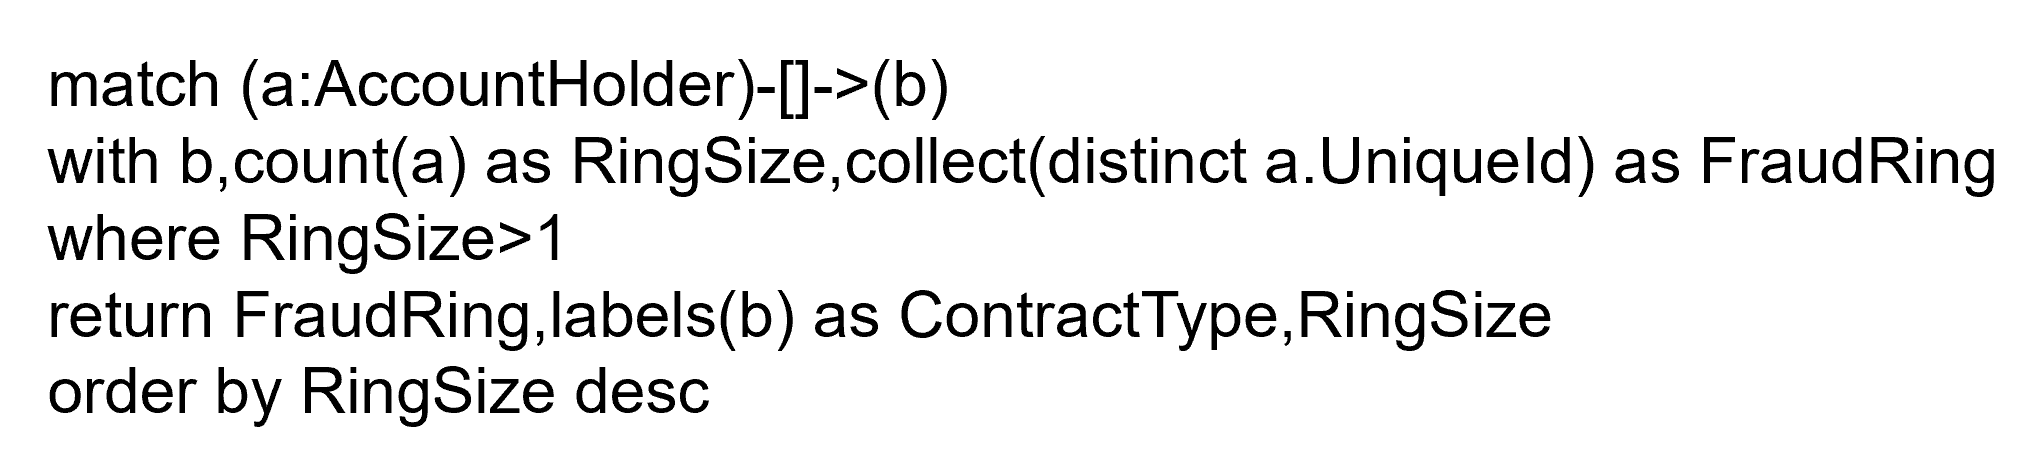 match (a:AccountHolder)-[]->(b)
with b,count(a) as RingSize,collect(distinct a.UniqueId) as FraudRing
where RingSize>1
return FraudRing,labels(b) as ContractType,RingSize
order by RingSize desc